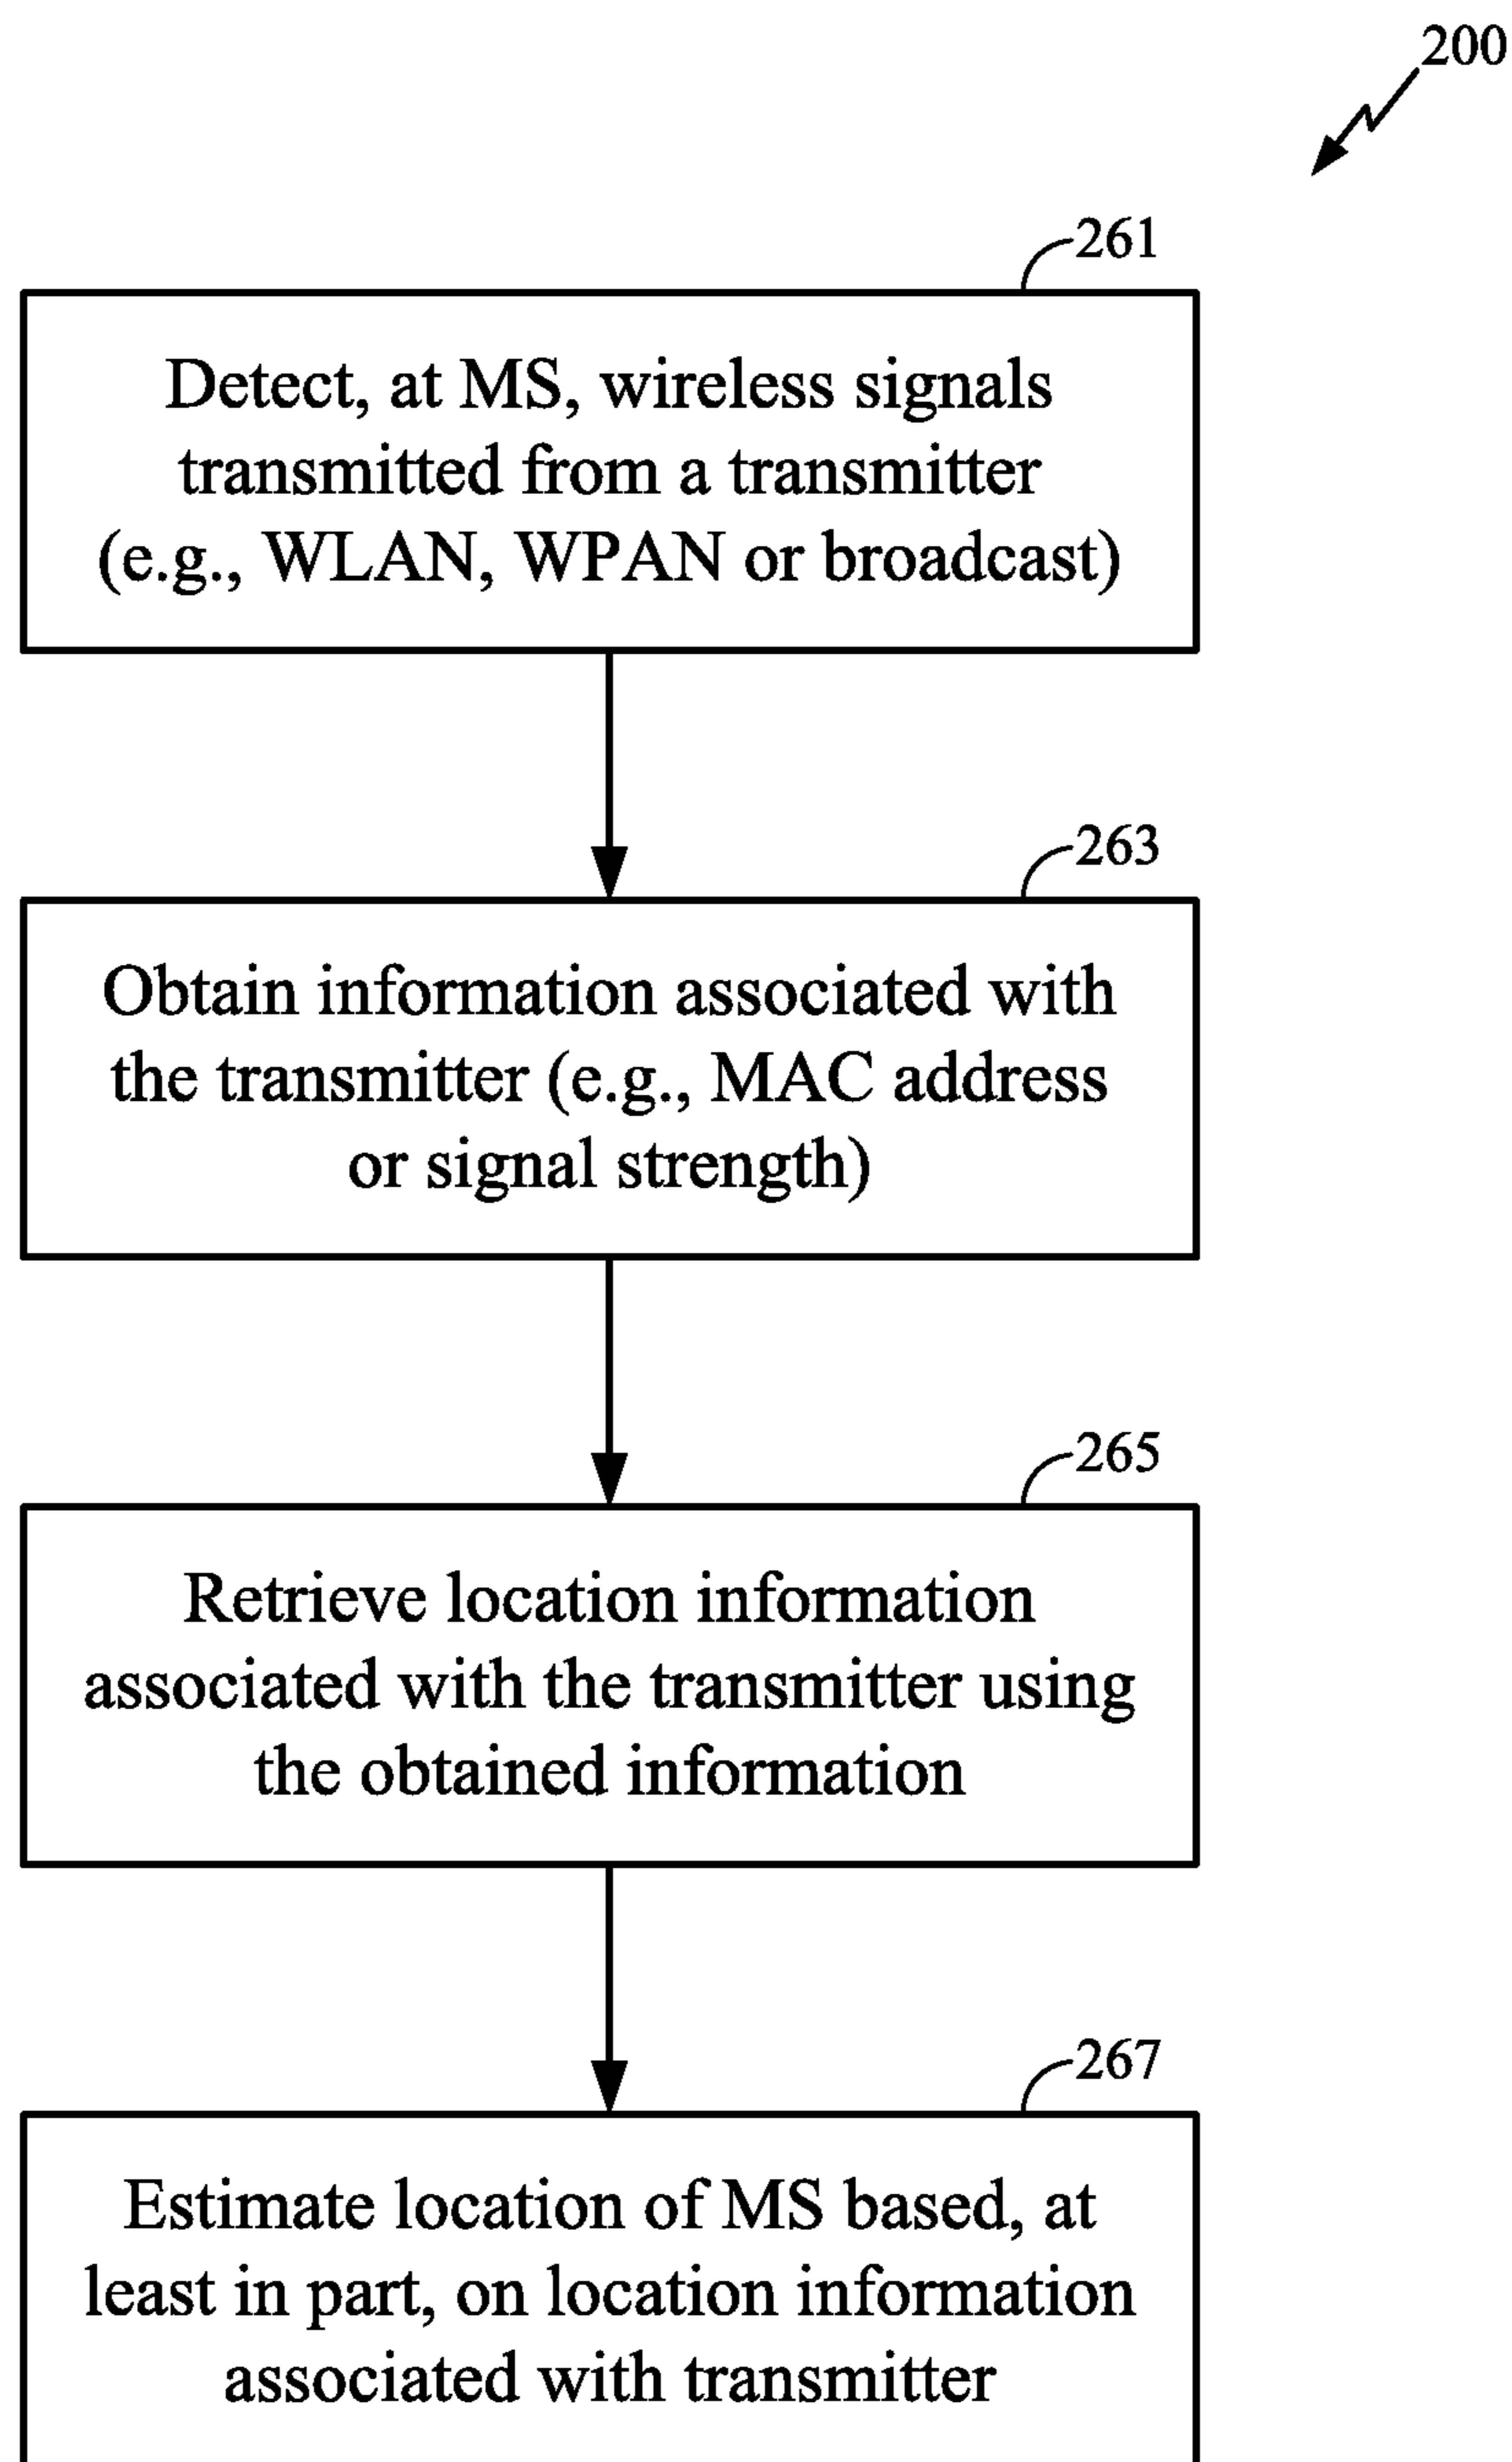 200
261
Detect, at MS, wireless signals
transmitted from a transmitter
(e.g., WLAN, WPAN or broadcast)
263
Obtain information associated with
the transmitter (e.g., MAC address
or signal strength)
265
Retrieve location information
associated with the transmitter using
the obtained information
267
Estimate location of MS based, at
least in part, on location information
associated with transmitter